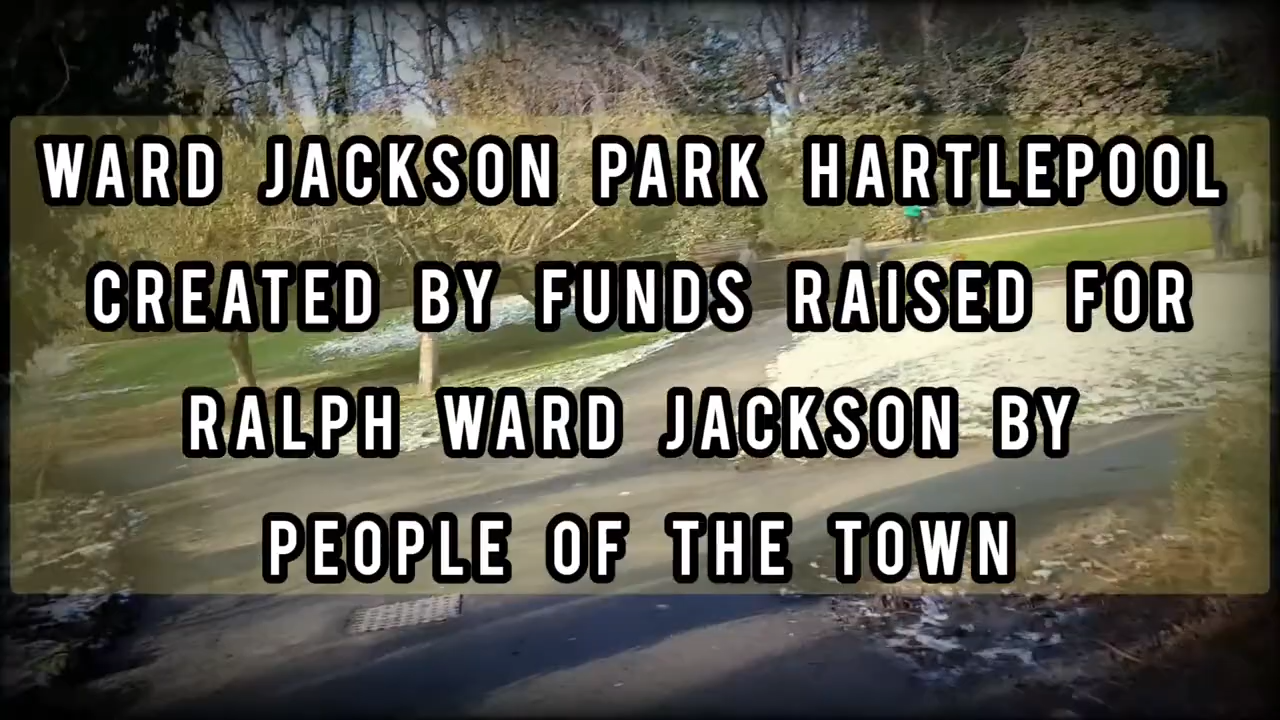 WARD JACKSON PARK HARTLEPOOL
CREATED BY FUNDS RAISED FOR
RALPH WARD JACKSON BY
PEOPLE OF THE TOWN